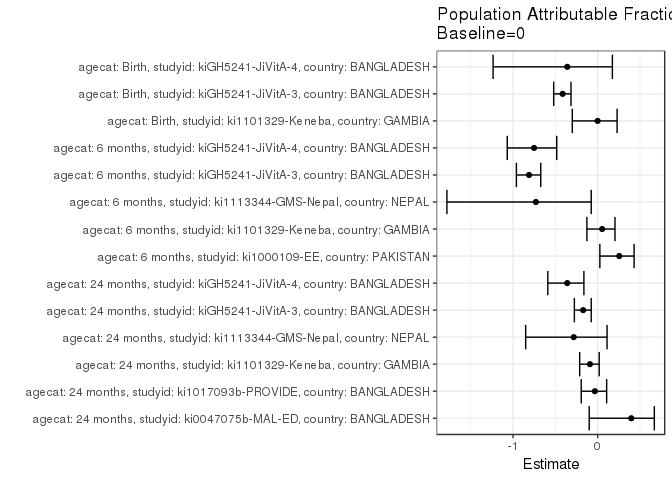 Population Attributable Fractic
Baseline=0
agecat: Birth, studyid: kiGH5241-JiVitA-4, country: BANGLADESH
agecat: Birth, studyid: kiGH5241-JiVitA-3, country: BANGLADESH
agecat: Birth, studyid: ki1101329-Keneba, country: GAMBIA
agecat: 6 months, studyid: kiGH5241-JiVitA-4, country: BANGLADESH
agecat: 6 months, studyid: kiGH5241-JiVitA-3, country: BANGLADESH
agecat: 6 months, studyid: ki1113344-GMS-Nepal, country: NEPAL
agecat: 6 months, studyid: ki1101329-Keneba, country: GAMBIA
agecat: 6 months, studyid: ki1000109-EE, country: PAKISTAN
agecat: 24 months, studyid: kiGH5241-JiVitA-4, country: BANGLADESH
agecat: 24 months, studyid: kiGH5241-JiVitA-3, country: BANGLADESH
agecat: 24 months, studyid: ki1113344-GMS-Nepal, country: NEPAL
agecat: 24 months, studyid: ki1101329-Keneba, country: GAMBIA
agecat: 24 months, studyid: ki1017093b-PROVIDE, country: BANGLADESH
agecat: 24 months, studyid: ki0047075b-MAL-ED, country: BANGLADESH
-1 0
Estimate